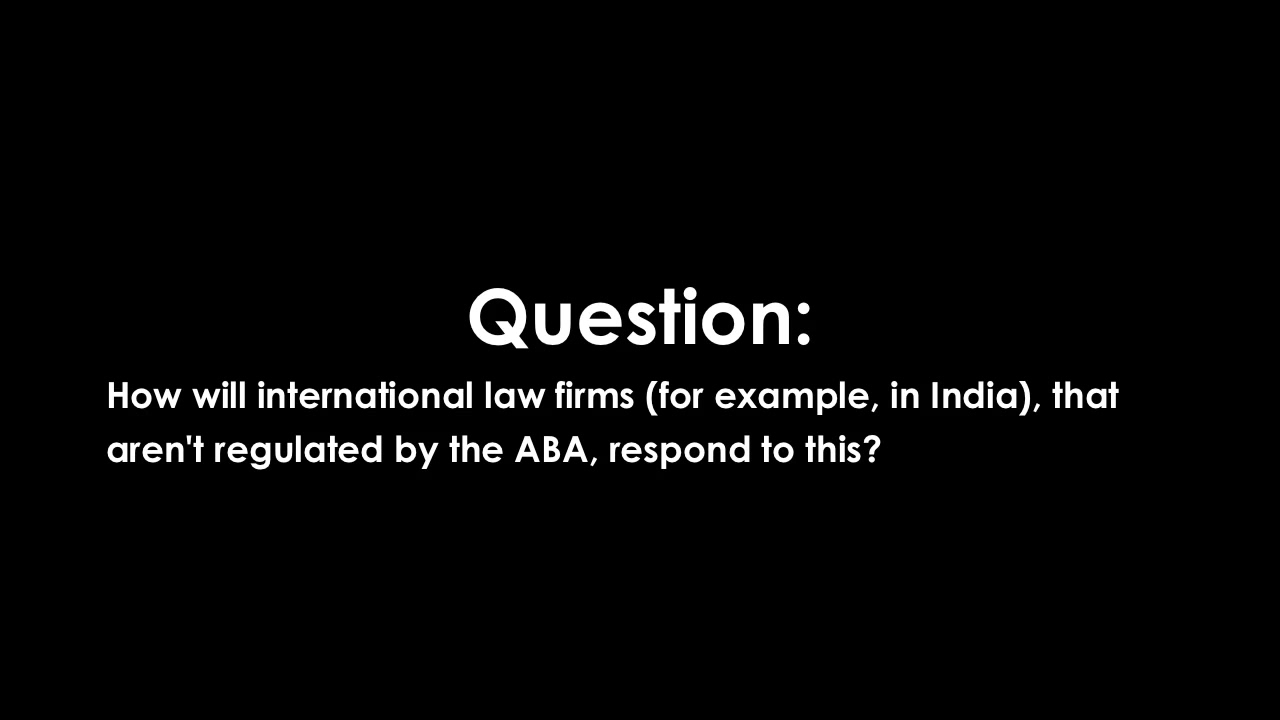 Question:
How will international law firms (for example, in India), that
aren't regulated by the ABA, respond to this?